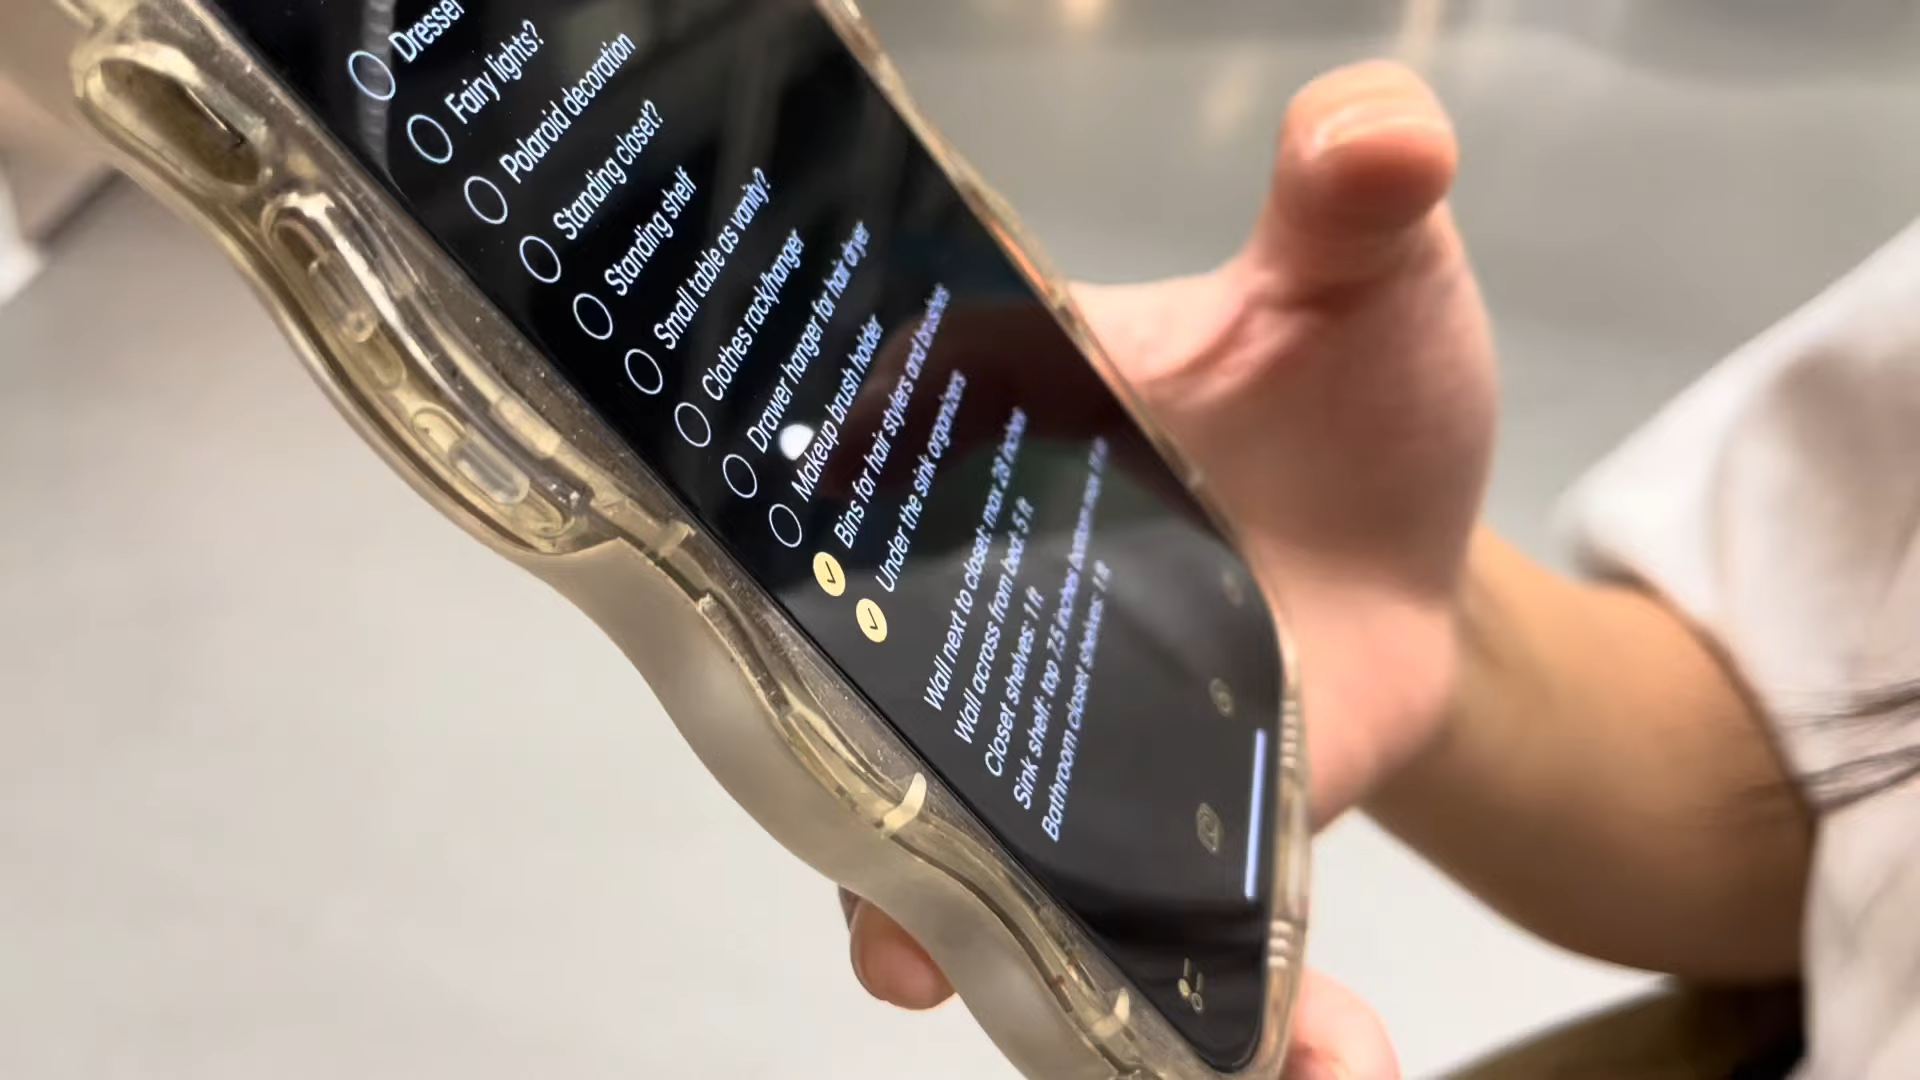 Dresser
Fairy lights?
Polaroid decoration
Standing closet?
Standing shelf
Small table as vanity?
Clothes rack/hanger
Drawer hanger for hair dryer
Makeup brush holder
Bins for hair stylers and brushes
Under the sink organizers
Wall next to closet: max 28 inches
Wall across from bed: 5 ft
Closet shelves: 1 ft
Sink shelf: top 7.5 inches bottom
Bathroom closet shelves: 1 ft